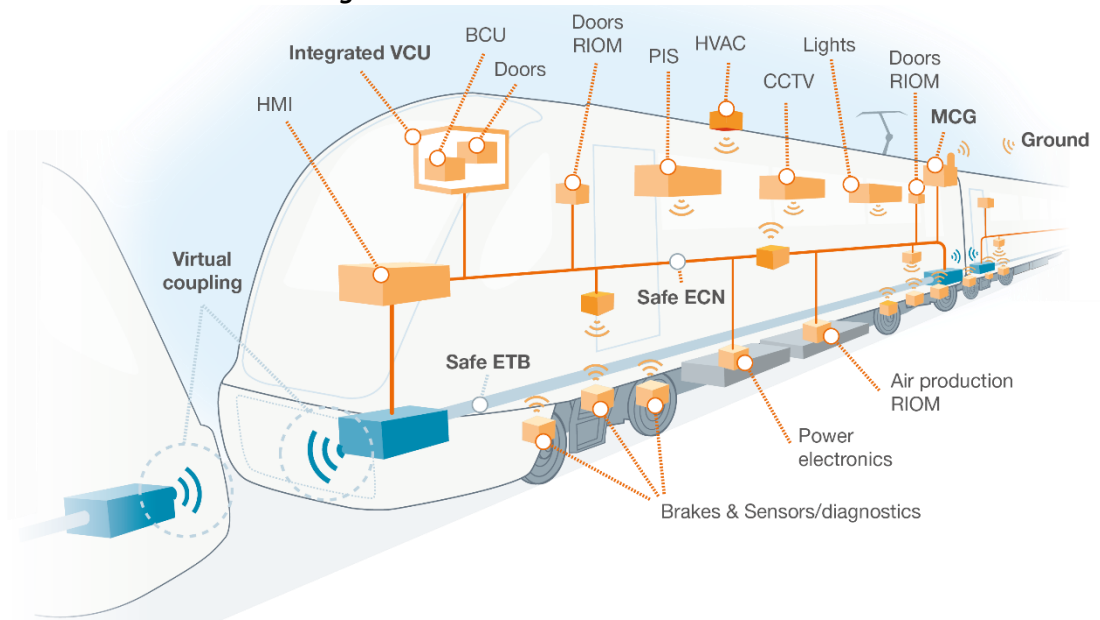 Integrated VCU
BCU
Doors
Doors
RIOM
PIS
HVAC
CCTV
Lights
Doors
RIOM
MCG
Ground
HMI
Virtual
coupling
Safe ECN
Safe ETB
Air production
RIOM
Power
electronics
Brakes & Sensors/diagnostics